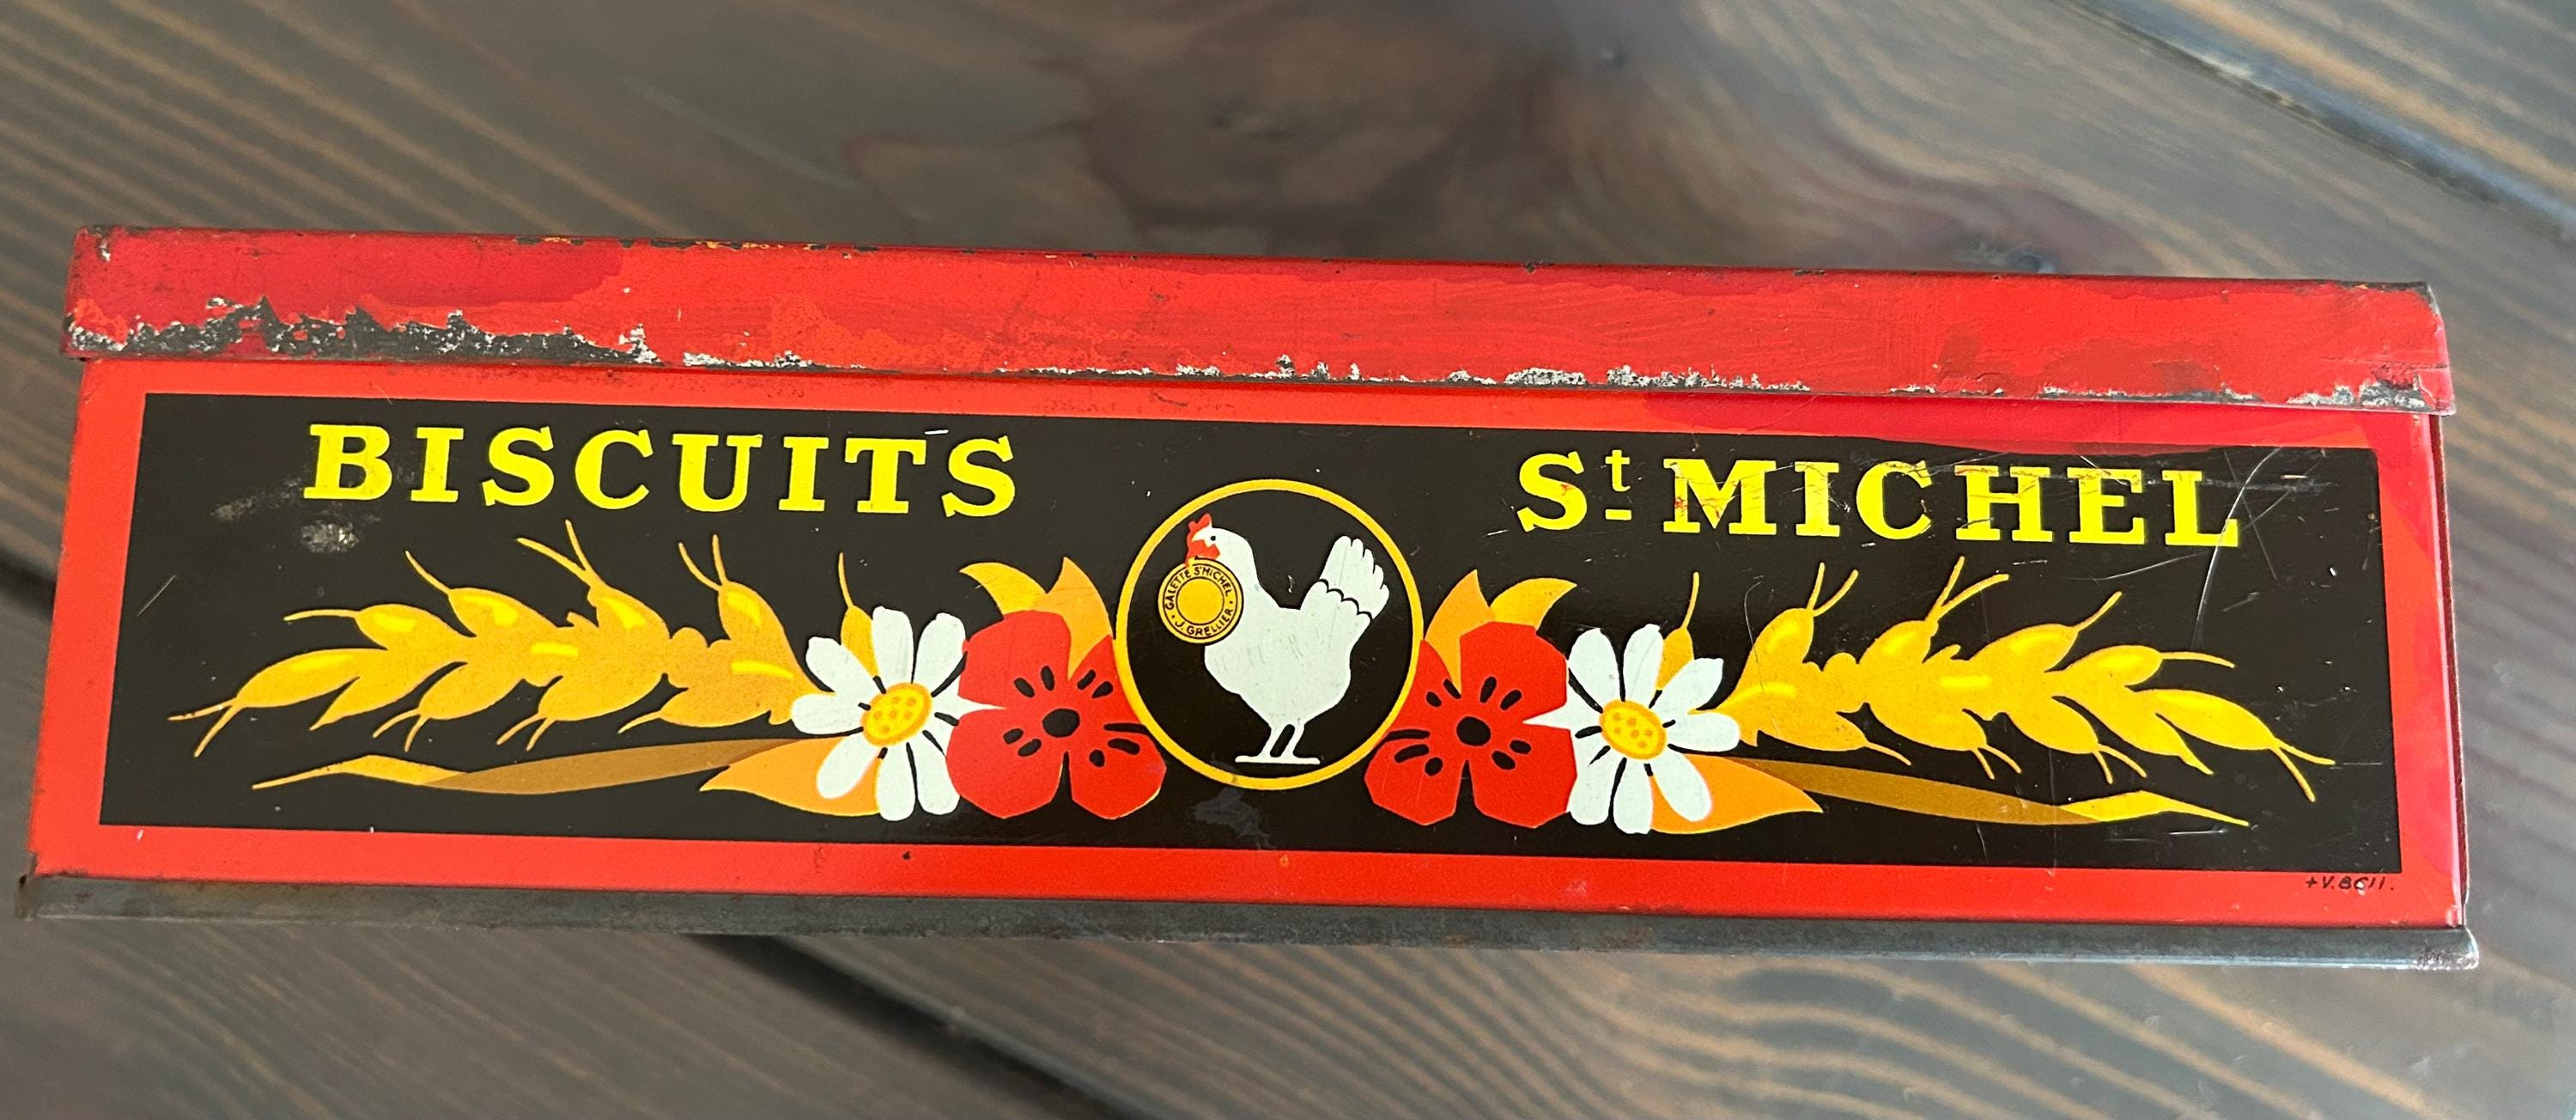 BISCUITS
St MICHEL
GALETTE St MICHEL
J. GRELLIER